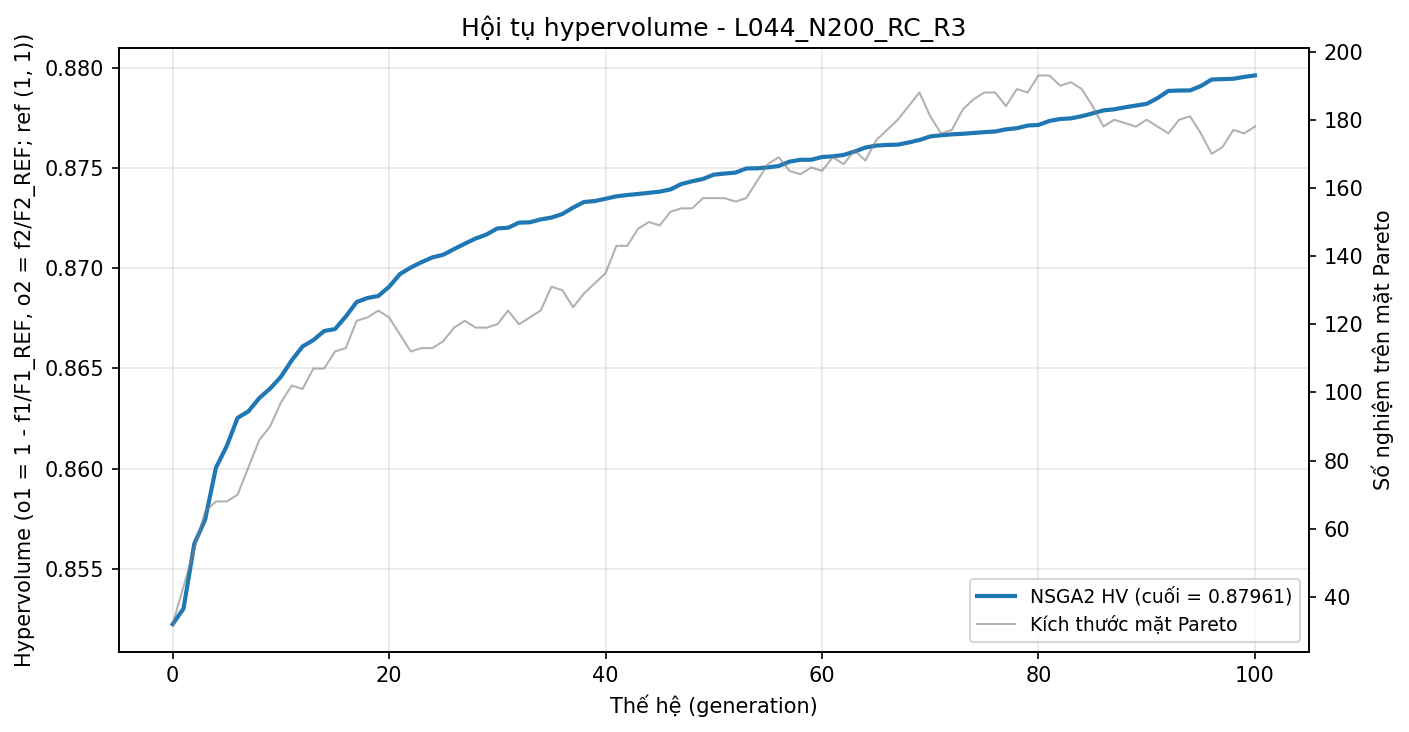 Hội tụ hypervolume - L044_N200_RC_R3
Hypervolume (o1 = 1 - f1/F1_REF, o2 = f2/F2_REF; ref (1, 1))
0.880
0.875
0.870
0.865
0.860
0.855
200
180
160
140
120
100
80
60
40
Số nghiệm trên mặt Pareto
NSGA2 HV (cuối = 0.87961)
Kích thước mặt Pareto
0 20 40 60 80 100
Thế hệ (generation)